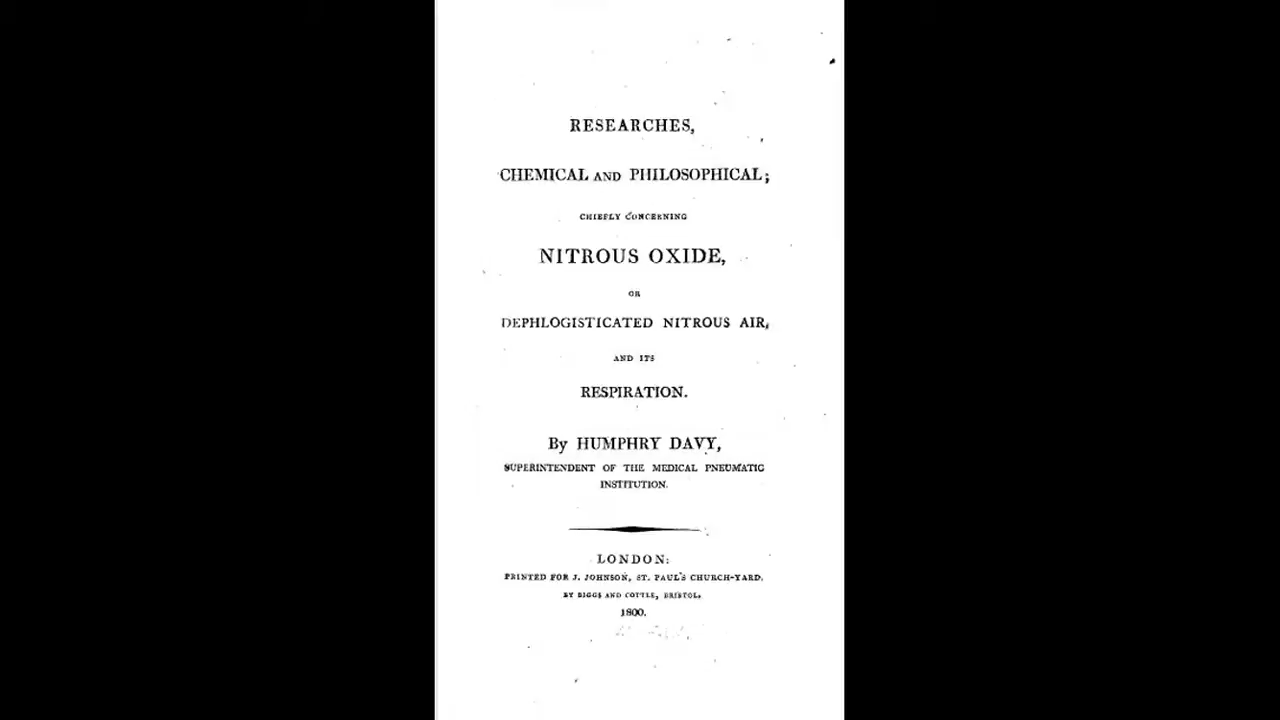 RESEARCHES,
CHEMICAL AND PHILOSOPHICAL;
CHIEFLY CONCERNING
NITROUS OXIDE,
OR
DEPHLOGISTICATED NITROUS AIR,
AND ITS
RESPIRATION.
By HUMPHRY DAVY,
SUPERINTENDENT OF THE MEDICAL PNEUMATIC
INSTITUTION.
LONDON:
PRINTED FOR J. JOHNSON, ST. PAUL'S CHURCH-YARD.
BY BIGGS AND COTTLE, BRISTOL.
1800.